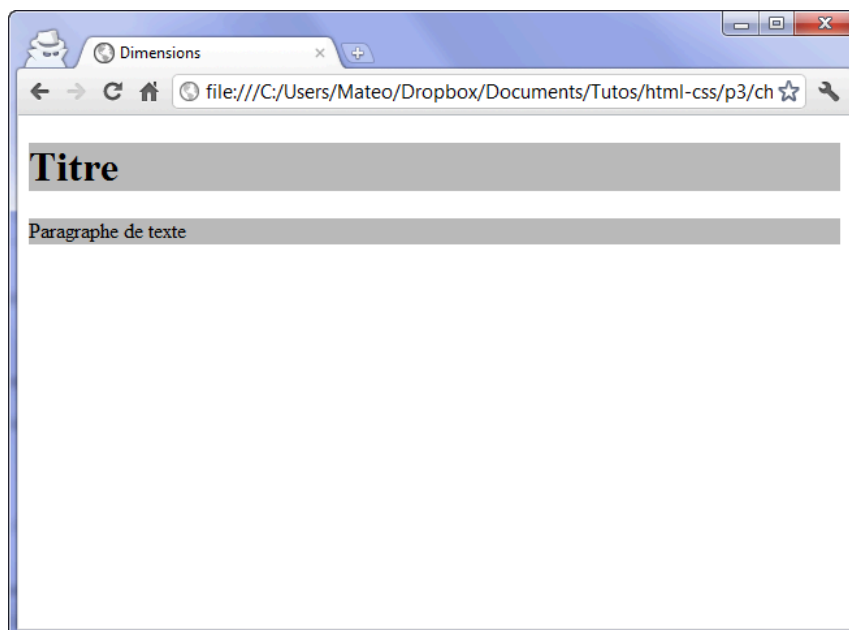 Dimensions
file:///C:/Users/Mateo/Dropbox/Documents/Tutos/html-css/p3/ch
Titre
Paragraphe de texte